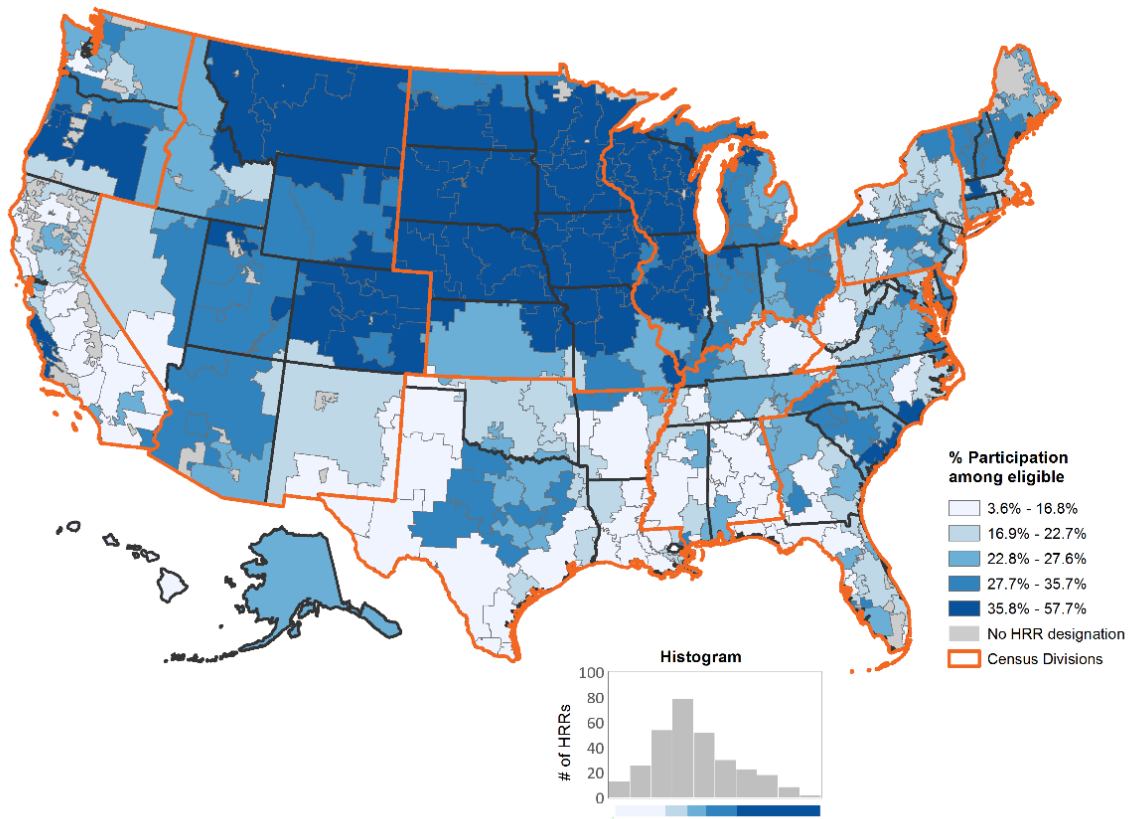 % Participation
among eligible
3.6% - 16.8%
16.9% - 22.7%
22.8% - 27.6%
27.7% - 35.7%
35.8% - 57.7%
No HRR designation
Census Divisions
Histogram
# of HRRs
100
80
60
40
20
0